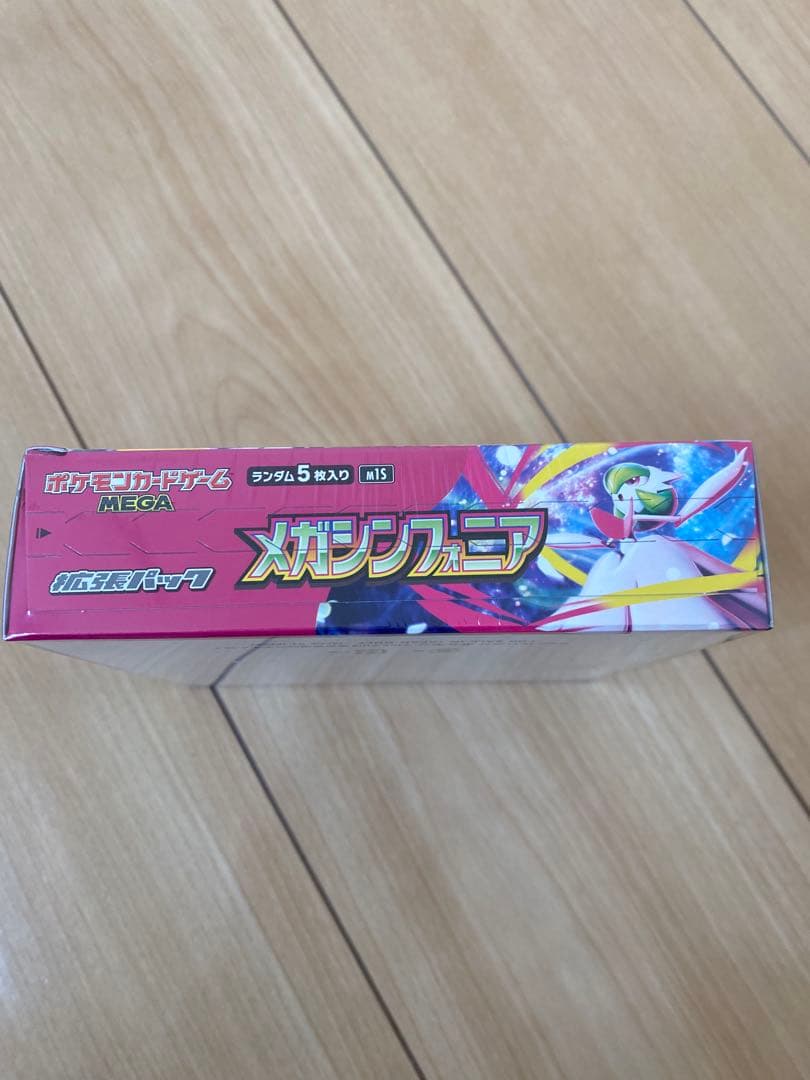 ポケモンカードゲーム
MEGA
ランダム5枚入り M1S
メガシンフォニア
拡張パック